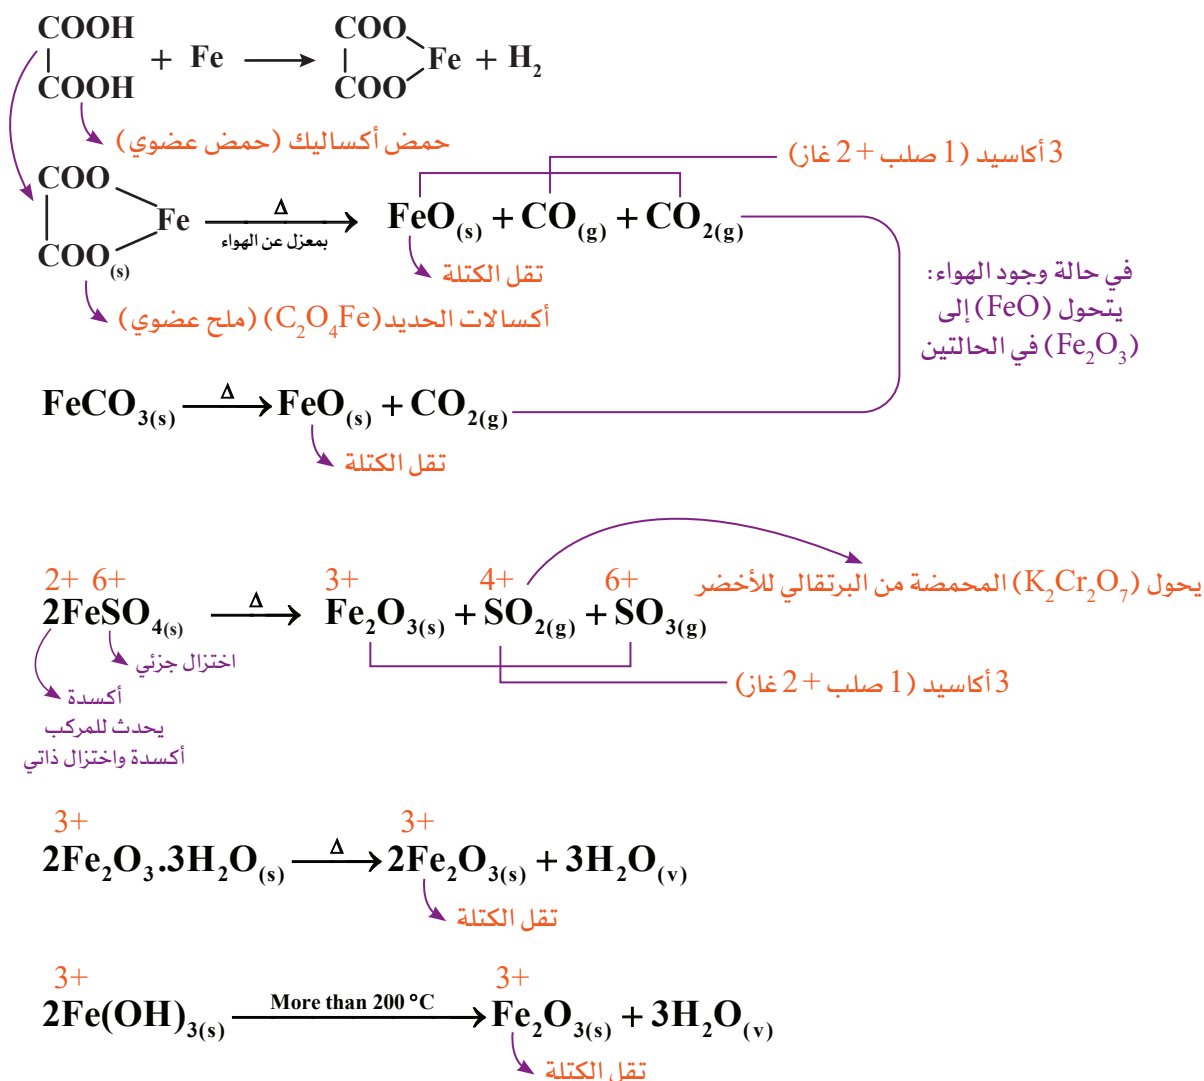 COOH
COOH
+ Fe ⟶
COO
COO
Fe + H₂
حمض أكساليك (حمض عضوي)
3 أكاسيد (1 صلب + 2 غاز)
COO
COO(s)
Fe
Δ
بمعزل عن الهواء
FeO(s) + CO(g) + CO₂(g)
تقل الكتلة
أكسالات الحديد (C₂O₄Fe) (ملح عضوي)
في حالة وجود الهواء:
يتحول (FeO) إلى
(Fe₂O₃) في الحالتين
FeCO₃(s) Δ⟶ FeO(s) + CO₂(g)
تقل الكتلة
2+ 6+ 3+ 4+ 6+
2FeSO₄(s) Δ⟶ Fe₂O₃(s) + SO₂(g) + SO₃(g)
يحول (K₂Cr₂O₇) المحمضة من البرتقالي للأخضر
اختزال جزئي
3 أكاسيد (1 صلب + 2 غاز)
أكسدة
يحدث للمركب
أكسدة واختزال ذاتي
3+ 3+
2Fe₂O₃.3H₂O(s) Δ⟶ 2Fe₂O₃(s) + 3H₂O(v)
تقل الكتلة
3+ 3+
2Fe(OH)₃(s) More than 200 °C⟶ Fe₂O₃(s) + 3H₂O(v)
تقل الكتلة